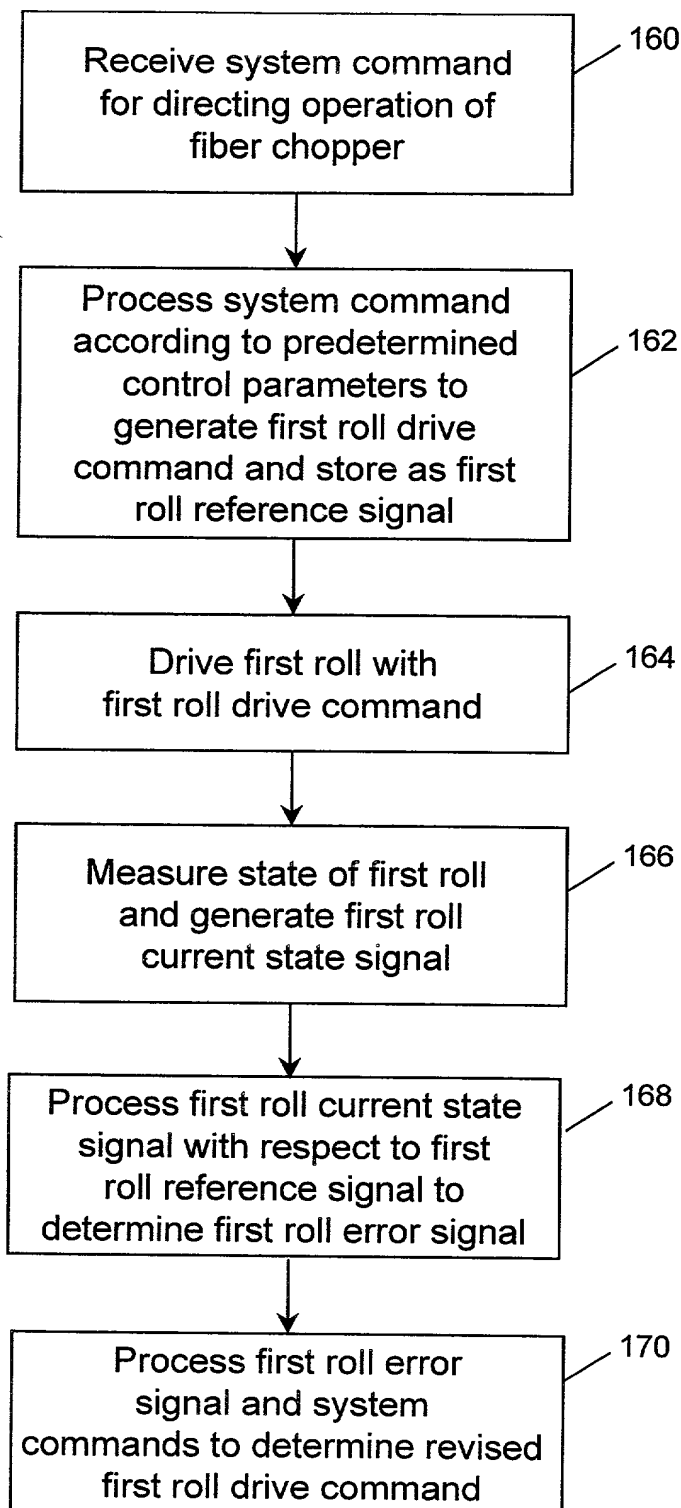 Receive system command
for directing operation of
fiber chopper
160
Process system command
according to predetermined
control parameters to
generate first roll drive
command and store as first
roll reference signal
162
Drive first roll with
first roll drive command
164
Measure state of first roll
and generate first roll
current state signal
166
Process first roll current state
signal with respect to first
roll reference signal to
determine first roll error signal
168
Process first roll error
signal and system
commands to determine revised
first roll drive command
170